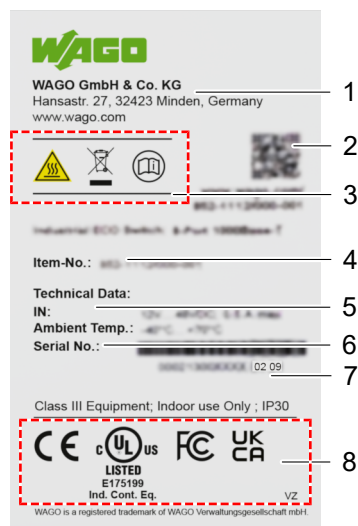 WAGO
WAGO GmbH & Co. KG
Hansastr. 27, 32423 Minden, Germany
www.wago.com
1
2
3
Item-No.:
4
Technical Data:
IN:
5
Ambient Temp.:
Serial No.:
6
02 09
7
Class III Equipment; Indoor use Only ; IP30
CE c UL us FC UK CA
LISTED
E175199
Ind. Cont. Eq.
VZ
8
WAGO is a registered trademark of WAGO Verwaltungsgesellschaft mbH.